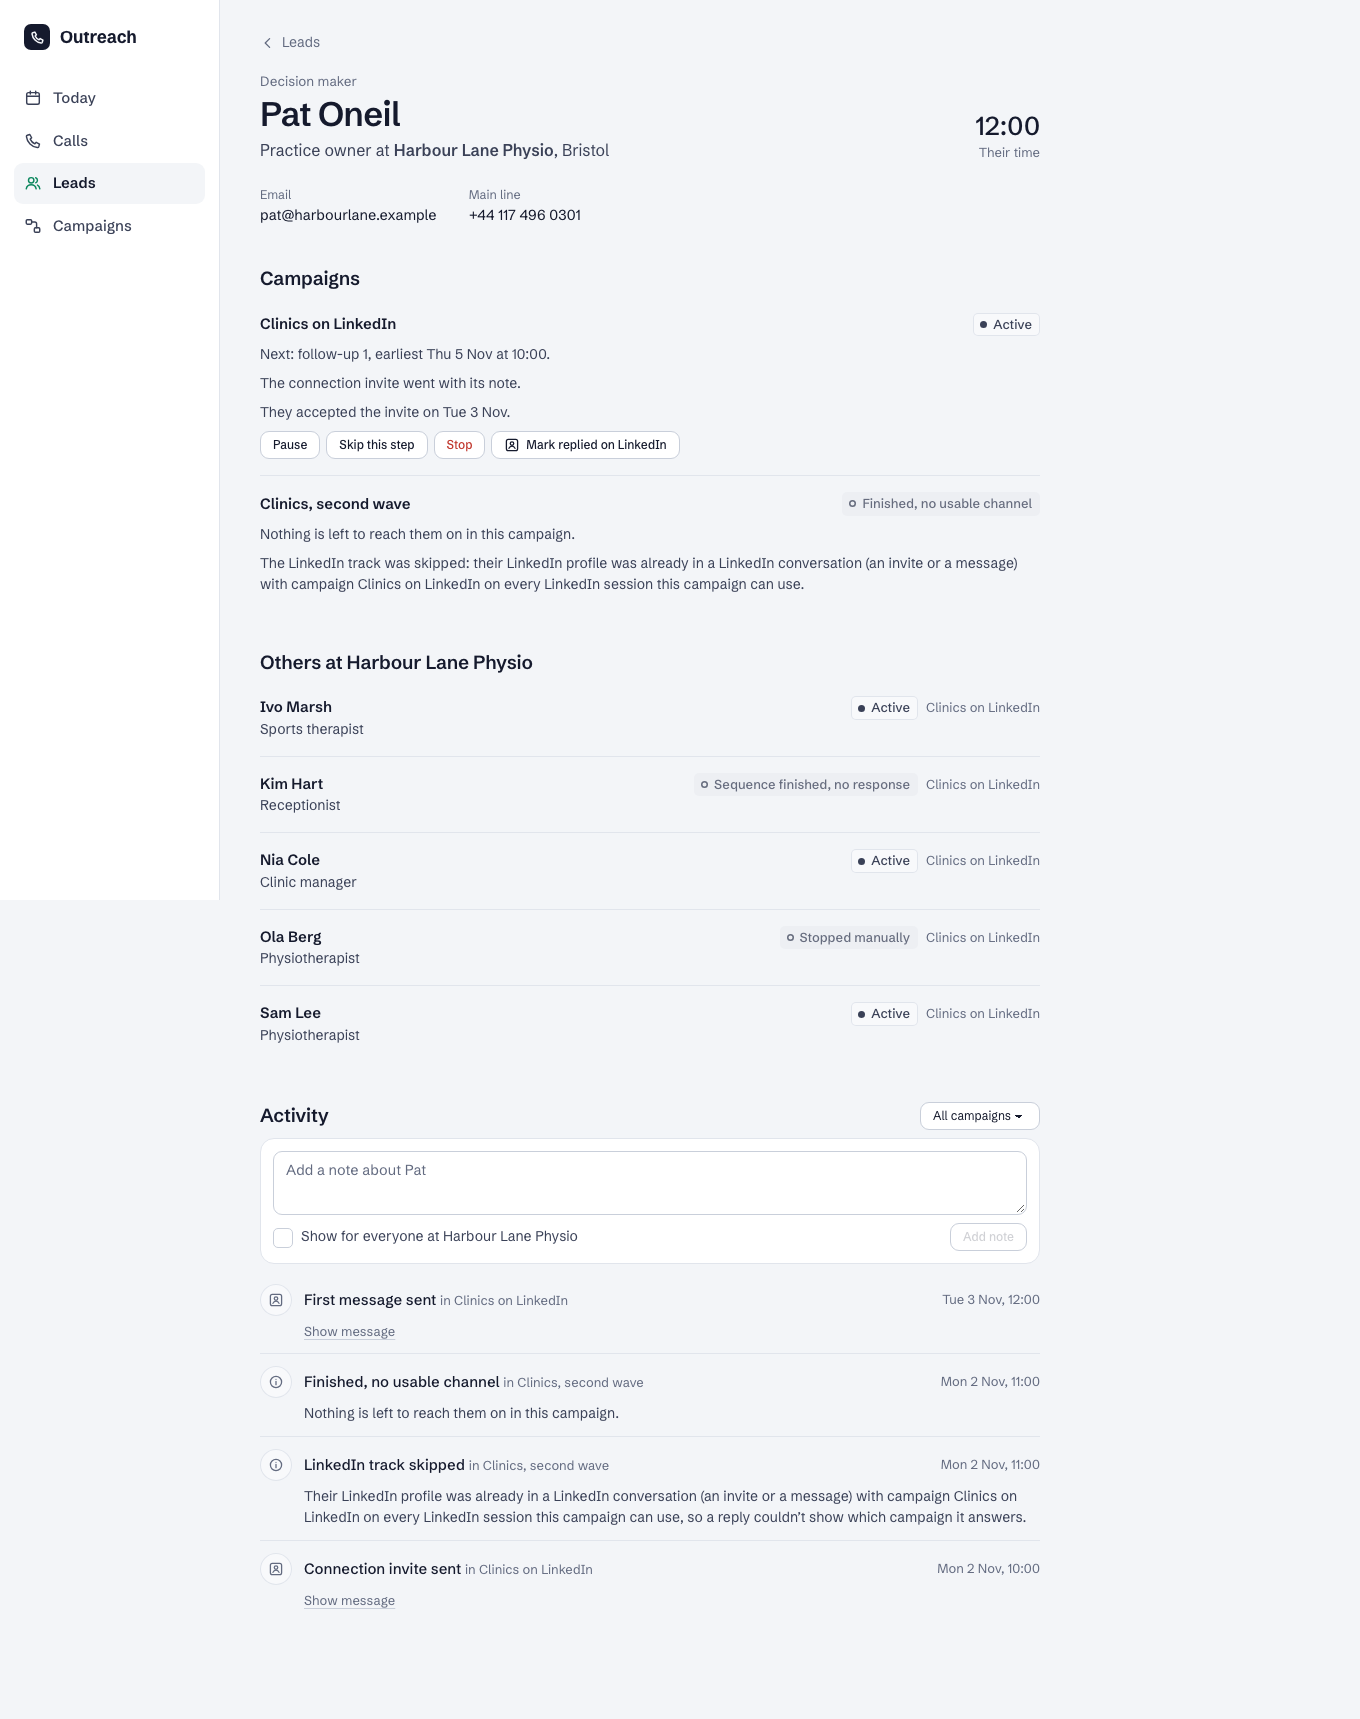 Outreach
Today
Calls
Leads
Campaigns
Leads
Decision maker
Pat Oneil
Practice owner at Harbour Lane Physio, Bristol
12:00
Their time
Email
pat@harbourlane.example
Main line
+44 117 496 0301
Campaigns
Clinics on LinkedIn
Active
Next: follow-up 1, earliest Thu 5 Nov at 10:00.
The connection invite went with its note.
They accepted the invite on Tue 3 Nov.
Pause
Skip this step
Stop
Mark replied on LinkedIn
Clinics, second wave
Finished, no usable channel
Nothing is left to reach them on in this campaign.
The LinkedIn track was skipped: their LinkedIn profile was already in a LinkedIn conversation (an invite or a message)
with campaign Clinics on LinkedIn on every LinkedIn session this campaign can use.
Others at Harbour Lane Physio
Ivo Marsh
Active Clinics on LinkedIn
Sports therapist
Kim Hart
Sequence finished, no response Clinics on LinkedIn
Receptionist
Nia Cole
Active Clinics on LinkedIn
Clinic manager
Ola Berg
Stopped manually Clinics on LinkedIn
Physiotherapist
Sam Lee
Active Clinics on LinkedIn
Physiotherapist
Activity
All campaigns
Add a note about Pat
Show for everyone at Harbour Lane Physio
Add note
First message sent in Clinics on LinkedIn
Tue 3 Nov, 12:00
Show message
Finished, no usable channel in Clinics, second wave
Mon 2 Nov, 11:00
Nothing is left to reach them on in this campaign.
LinkedIn track skipped in Clinics, second wave
Mon 2 Nov, 11:00
Their LinkedIn profile was already in a LinkedIn conversation (an invite or a message) with campaign Clinics on
LinkedIn on every LinkedIn session this campaign can use, so a reply couldn’t show which campaign it answers.
Connection invite sent in Clinics on LinkedIn
Mon 2 Nov, 10:00
Show message